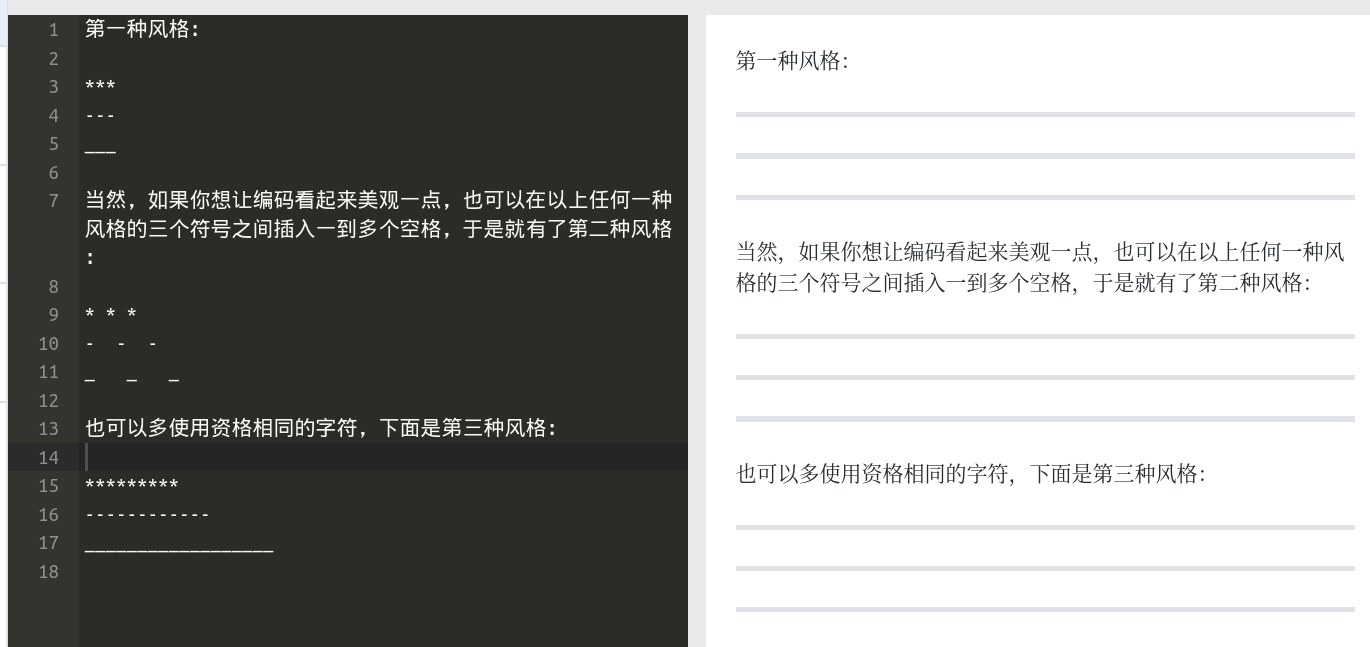 1 第一种风格:
2
3 ***
4 ---
5 ___
6
7 当然, 如果你想让编码看起来美观一点, 也可以在以上任何一种
风格的三个符号之间插入一到多个空格, 于是就有了第二种风格
:
8
9 * * *
10 -  -  -
11 _   _   _
12
13 也可以多使用资格相同的字符, 下面是第三种风格:
14
15 *********
16 ------------
17 __________________
18
第一种风格:
当然, 如果你想让编码看起来美观一点, 也可以在以上任何一种风
格的三个符号之间插入一到多个空格, 于是就有了第二种风格:
也可以多使用资格相同的字符, 下面是第三种风格: